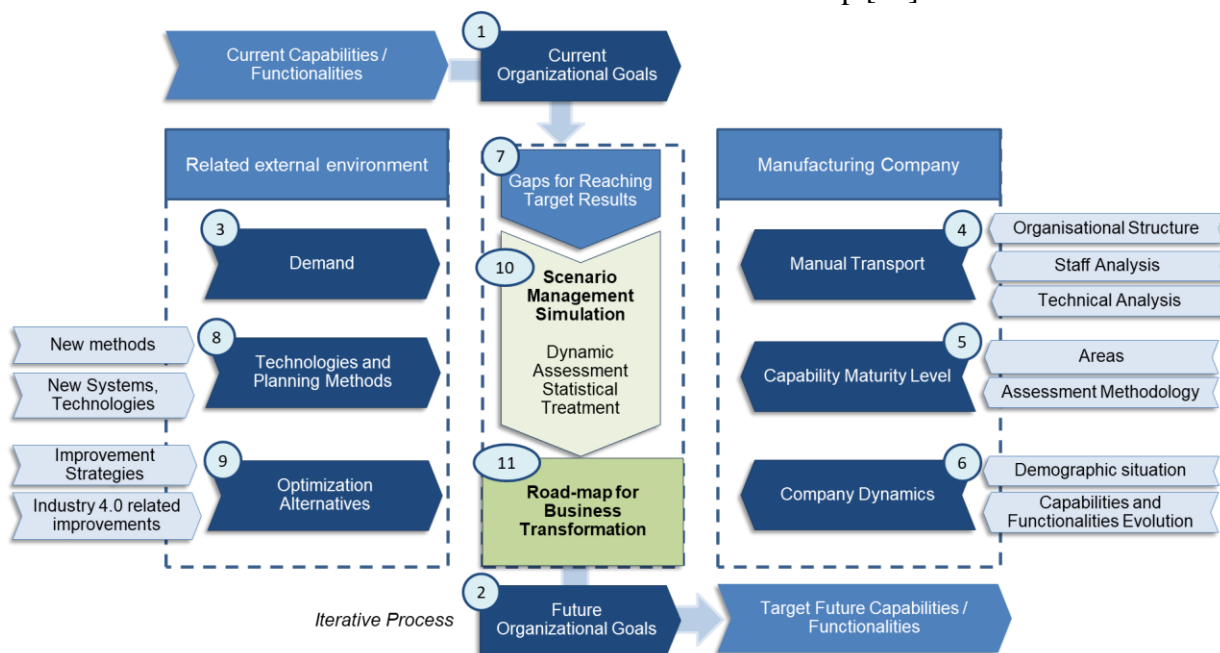 p [
1
Current Capabilities /
Functionalities
Current
Organizational Goals
Related external environment
7
Gaps for Reaching
Target Results
Manufacturing Company
3
Demand
10
Scenario
Management
Simulation
Dynamic
Assessment
Statistical
Treatment
4
Manual Transport
Organisational Structure
Staff Analysis
Technical Analysis
New methods
New Systems,
Technologies
8
Technologies and
Planning Methods
5
Capability Maturity Level
Areas
Assessment Methodology
Improvement
Strategies
Industry 4.0 related
improvements
9
Optimization
Alternatives
11
Road-map for
Business
Transformation
6
Company Dynamics
Demographic situation
Capabilities and
Functionalities Evolution
Iterative Process
2
Future
Organizational Goals
Target Future Capabilities /
Functionalities